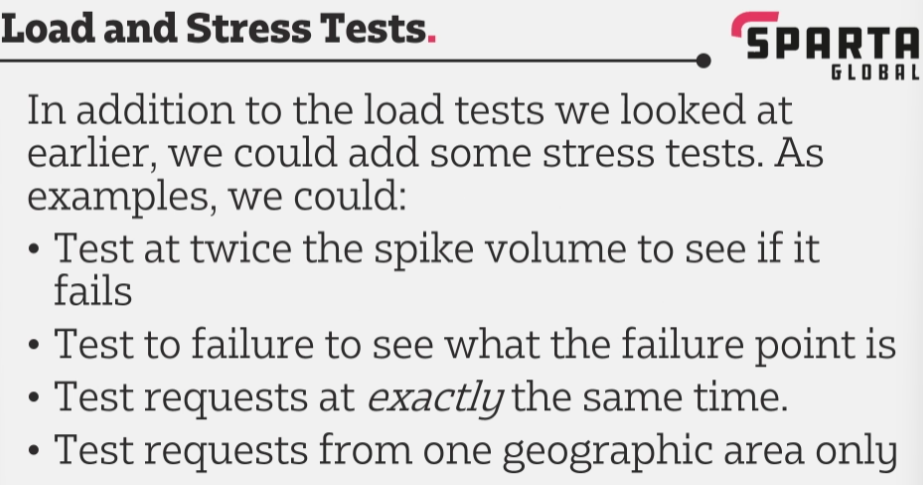 Load and Stress Tests.
SPARTA
GLOBAL
In addition to the load tests we looked at
earlier, we could add some stress tests. As
examples, we could:
• Test at twice the spike volume to see if it
fails
• Test to failure to see what the failure point is
• Test requests at exactly the same time.
• Test requests from one geographic area only